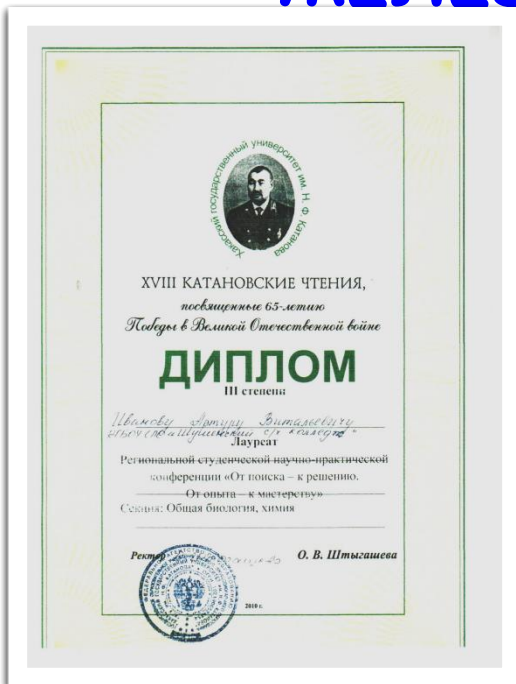 Хакасский государственный университет им. Н. Ф. Катанова
XVIII КАТАНОВСКИЕ ЧТЕНИЯ,
посвященные 65-летию
Победы в Великой Отечественной войне
ДИПЛОМ
III степени
Иванову Артуру Витальевичу
"Шушенский с/х колледж"
Лауреат
Региональной студенческой научно-практической
конференции «От поиска – к решению.
От опыта – к мастерству»
Секция: Общая биология, химия
Ректор О. В. Штыгашева
2010 г.